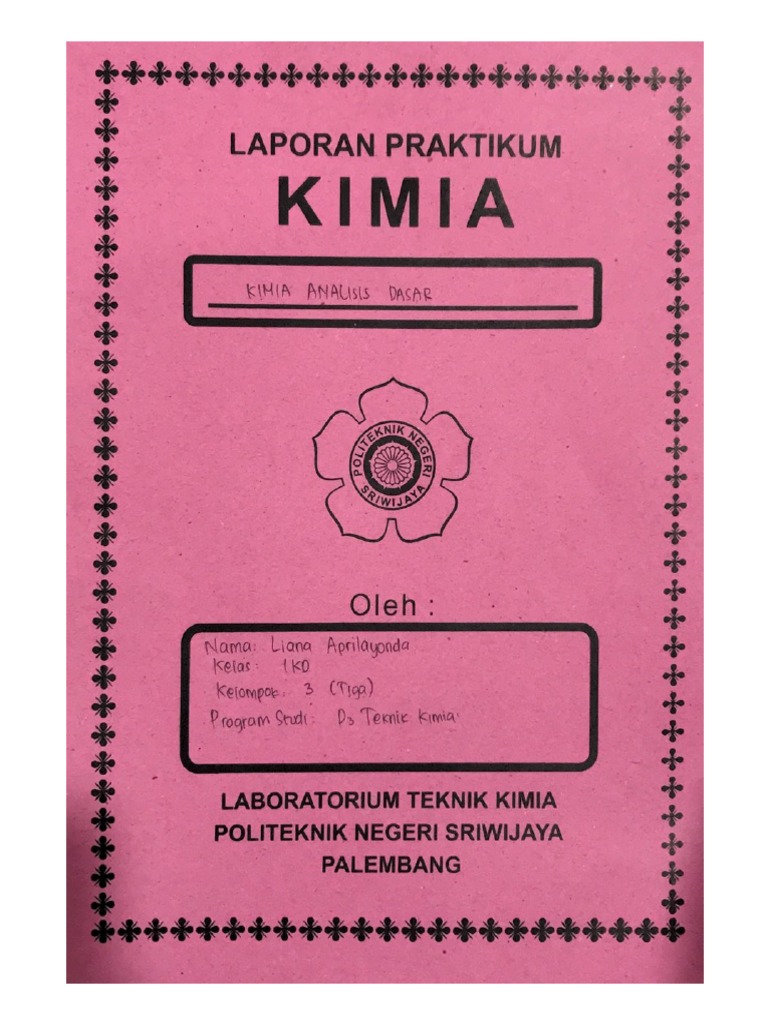 LAPORAN PRAKTIKUM
KIMIA
KIMIA ANALISIS DASAR
POLITEKNIK NEGERI
SRIWIJAYA
Oleh :
Nama: Liana Aprilayonda
Kelas: 1KD
Kelompok: 3 (Tiga)
Program Studi: D3 Teknik Kimia
LABORATORIUM TEKNIK KIMIA
POLITEKNIK NEGERI SRIWIJAYA
PALEMBANG